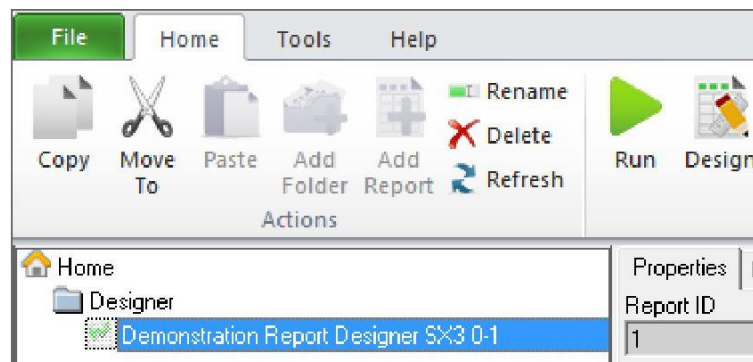 File Home Tools Help
Copy Move To Paste Add Folder Add Report Rename Delete Refresh Run Design
Actions
Home
Designer
Demonstration Report Designer SX3 0-1
Properties
Report ID
1